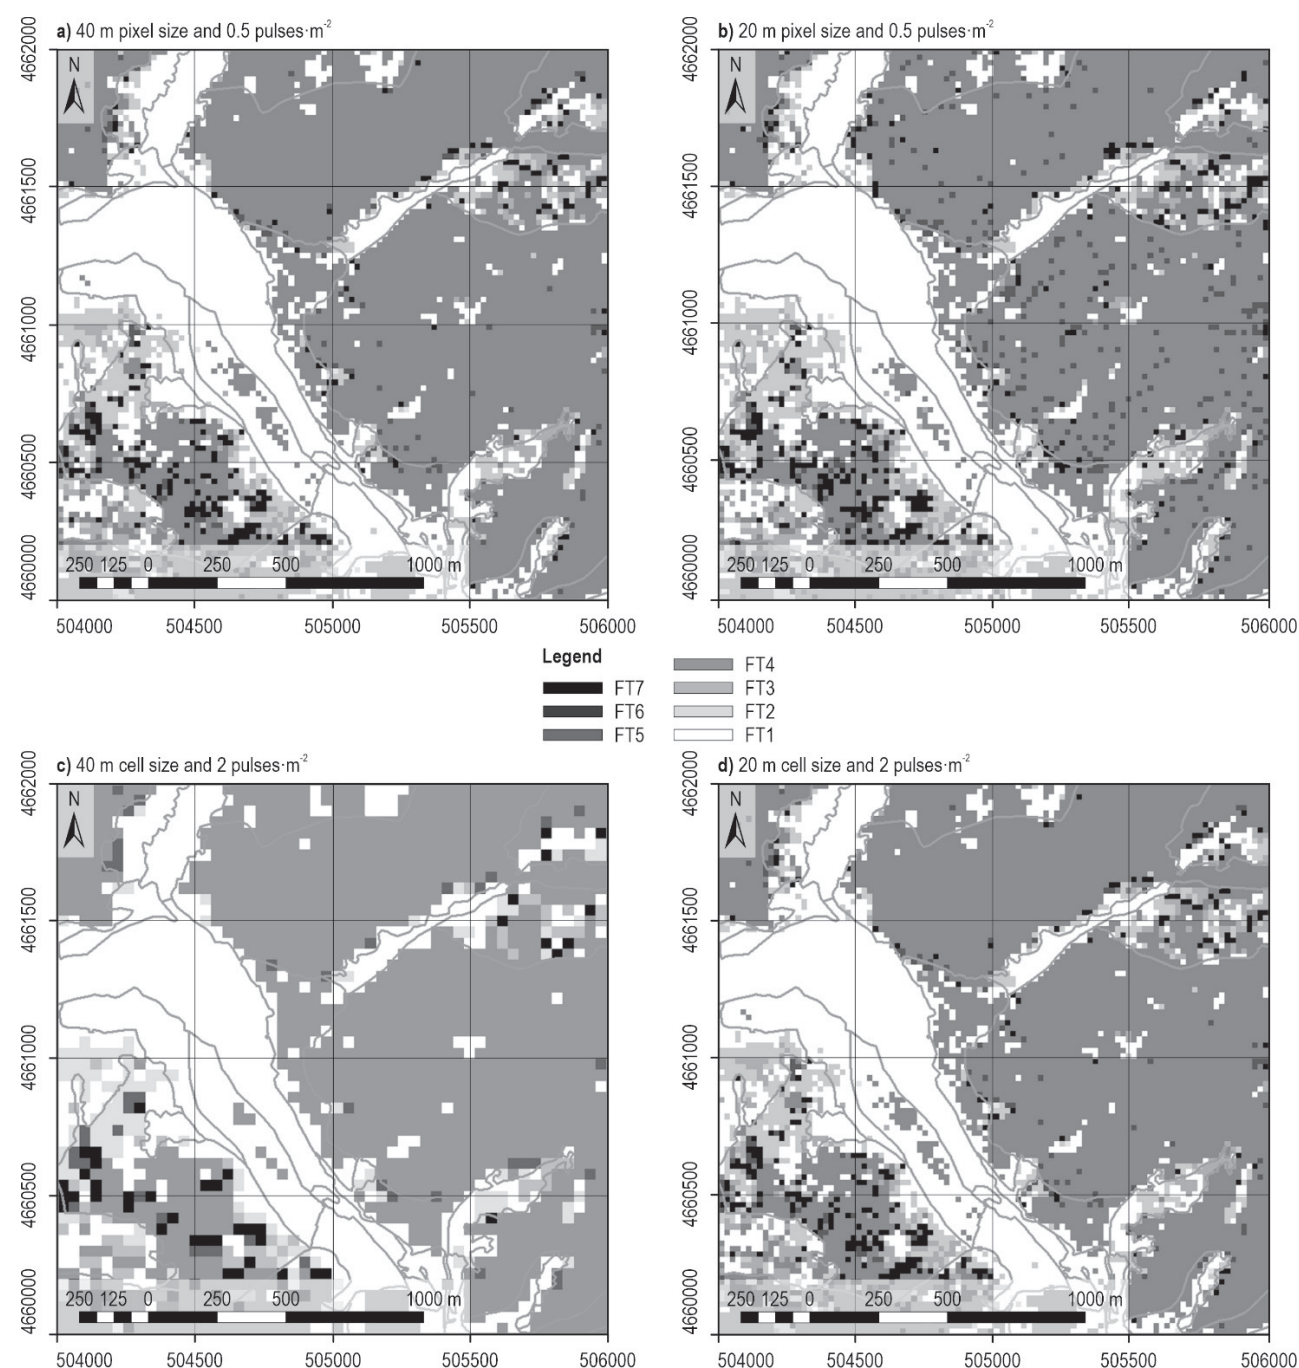 a) 40 m pixel size and 0.5 pulses·m-2
b) 20 m pixel size and 0.5 pulses·m-2
4662000
4661500
4661000
4660500
4660000
N
250 125 0 250 500 1000 m
504000 504500 505000 505500 506000
4662000
4661500
4661000
4660500
4660000
N
250 125 0 250 500 1000 m
504000 504500 505000 505500 506000
Legend
FT7
FT6
FT5
FT4
FT3
FT2
FT1
c) 40 m cell size and 2 pulses·m-2
d) 20 m cell size and 2 pulses·m-2
4662000
4661500
4661000
4660500
4660000
N
250 125 0 250 500 1000 m
504000 504500 505000 505500 506000
4662000
4661500
4661000
4660500
4660000
N
250 125 0 250 500 1000 m
504000 504500 505000 505500 506000